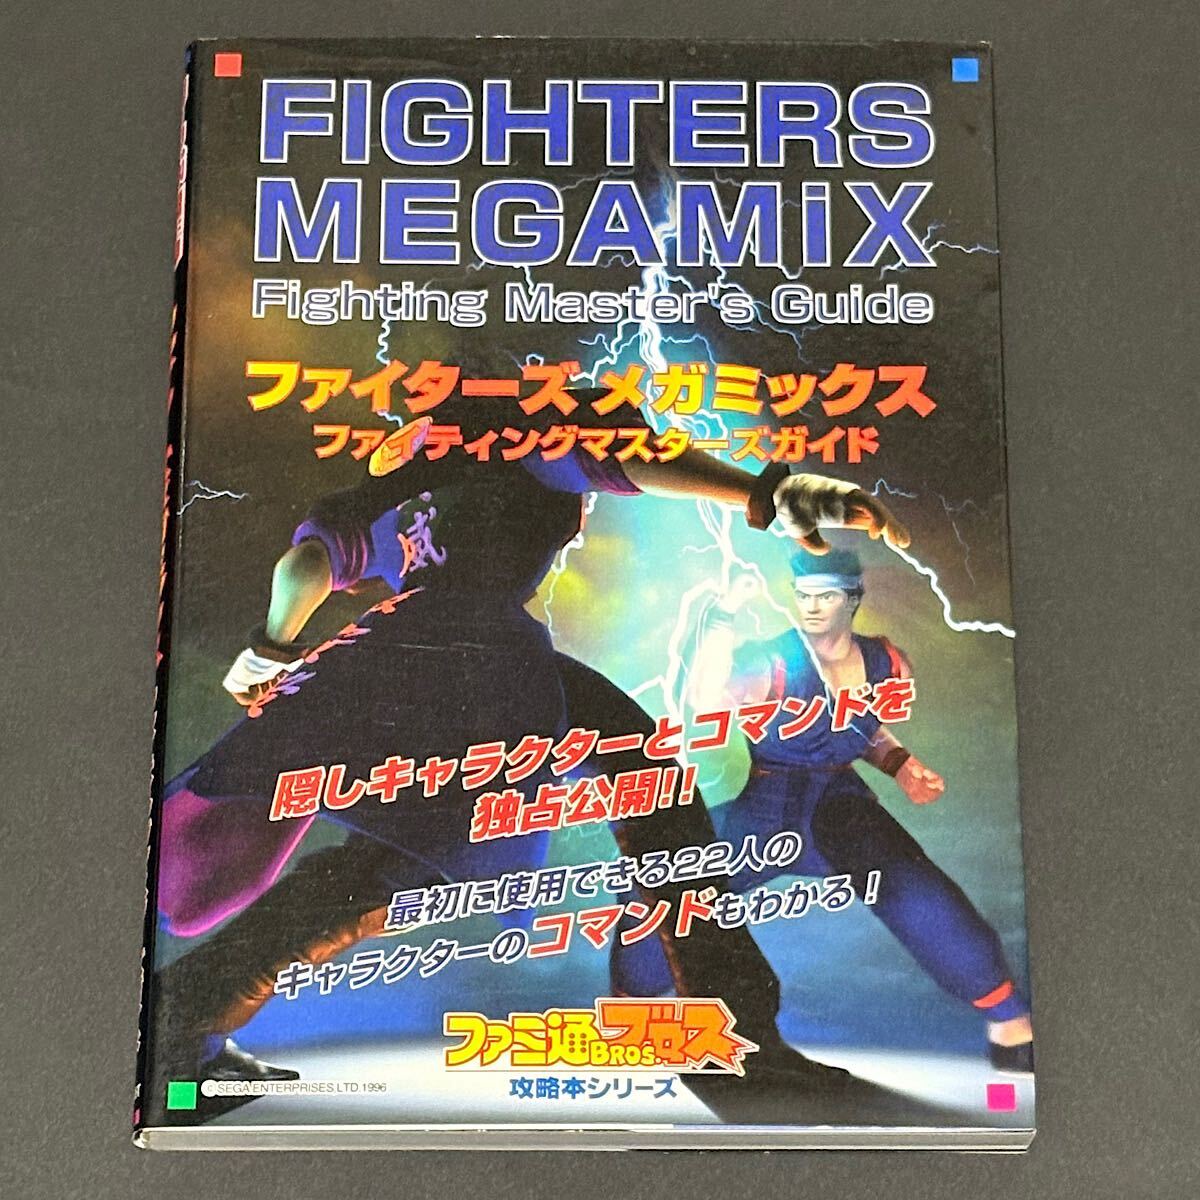 FIGHTERS
MEGAMiX
Fighting Master's Guide
ファイターズ メガミックス
ファイティングマスターズガイド
威
隠しキャラクターとコマンドを
独占公開!!
最初に使用できる22人の
キャラクターのコマンドもわかる!
ファミ通BROS.ブロス
攻略本シリーズ
© SEGA ENTERPRISES LTD. 1996